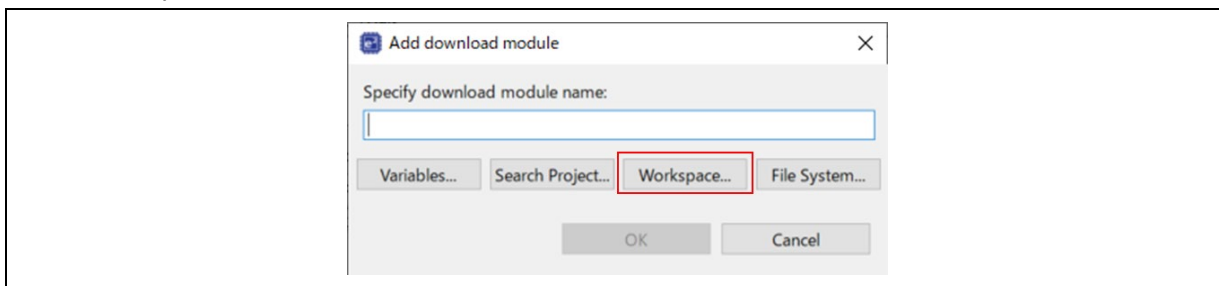 Add download module
Specify download module name:
Variables... Search Project... Workspace... File System...
OK Cancel